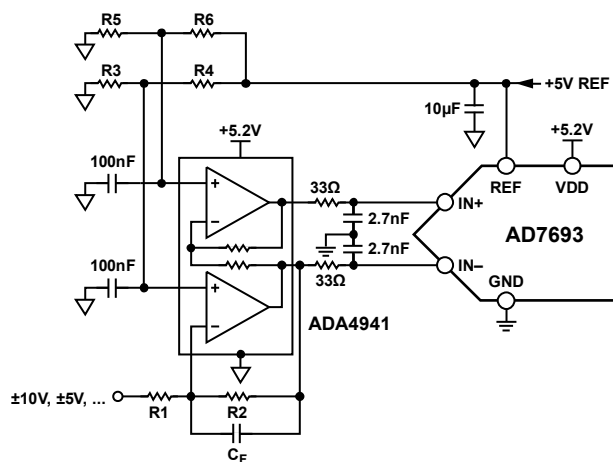 R5 R6
R3 R4
+5V REF
10µF
+5.2V +5.2V
100nF
REF VDD
+
33Ω
IN+
−
2.7nF
AD7693
2.7nF
100nF
+
33Ω
IN−
GND
−
ADA4941
±10V, ±5V, ...
R1 R2
CF